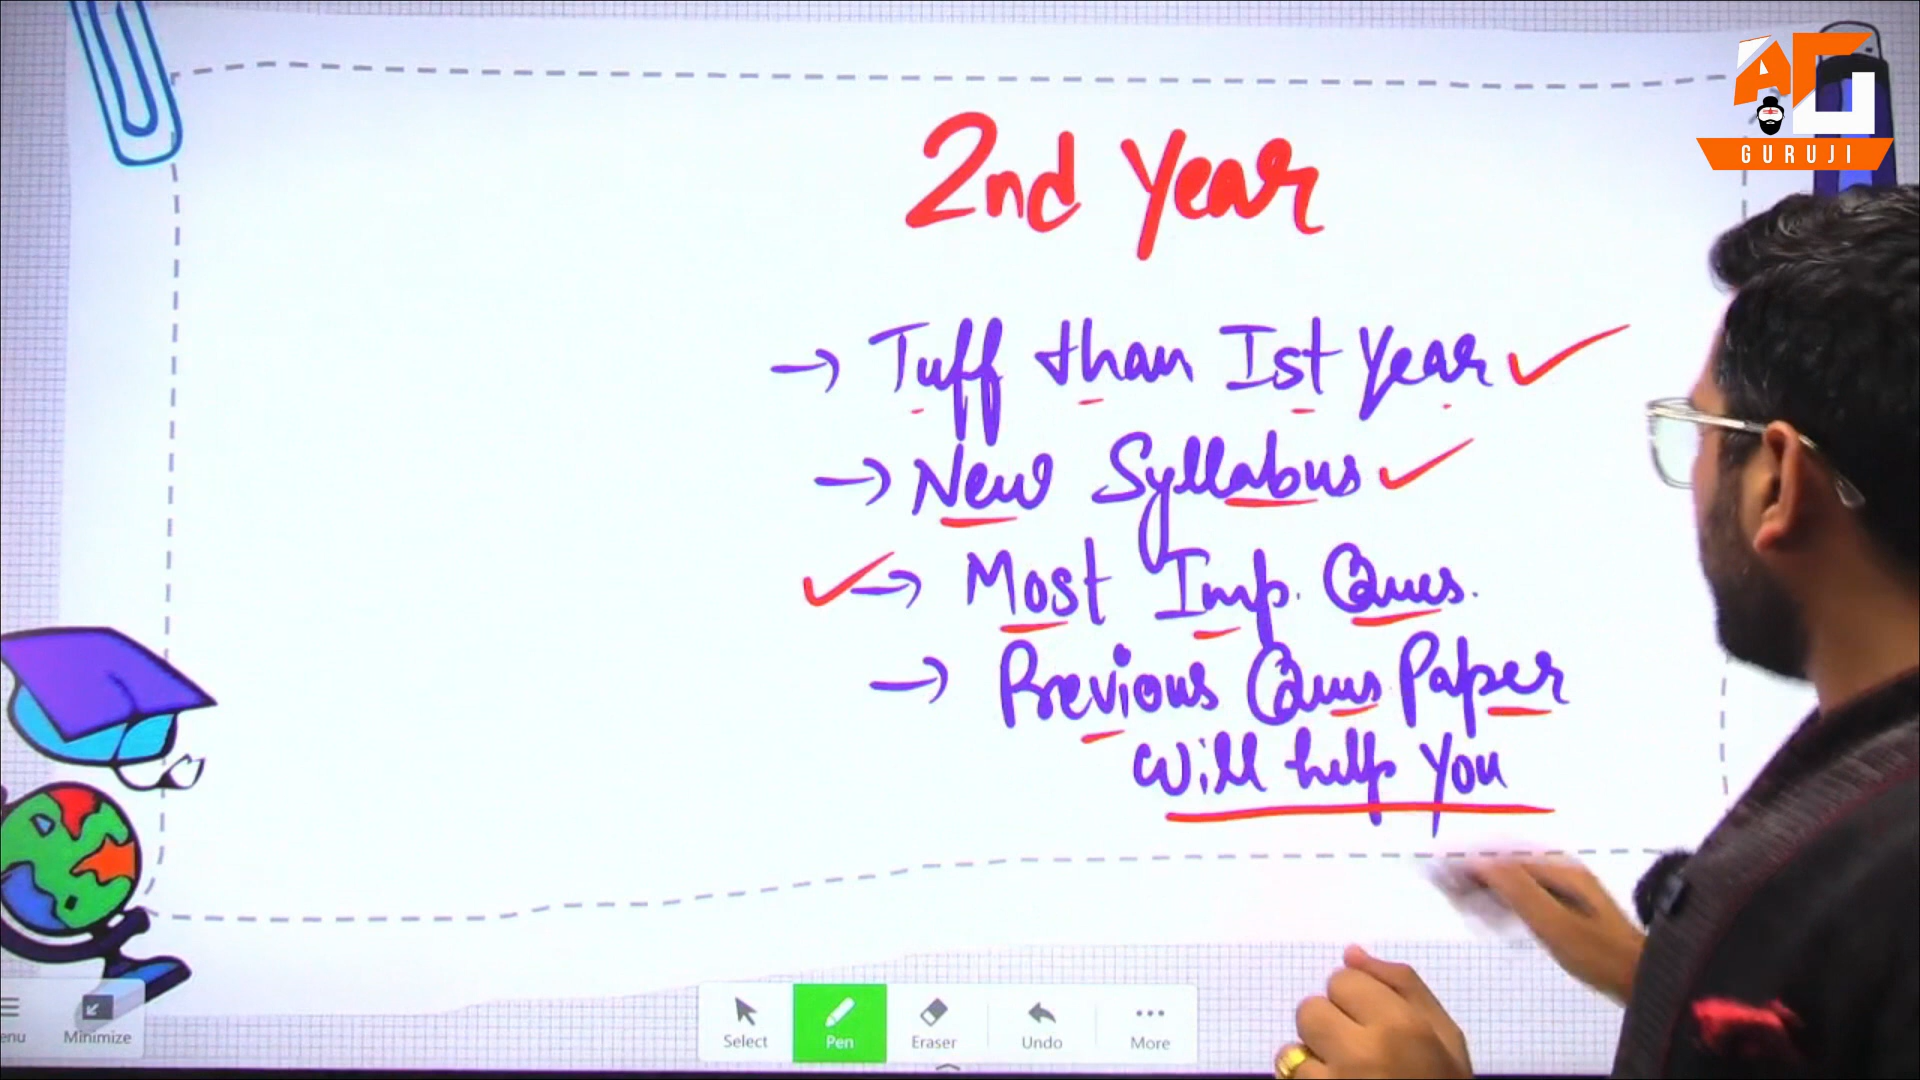 AG
GURUJI
2nd Year
→ Tuff than Ist Year ✓
→ New Syllabus ✓
✓→ Most Imp. Ques.
→ Previous Ques Paper
will help You
enu
Minimize
Select
Pen
Eraser
Undo
More